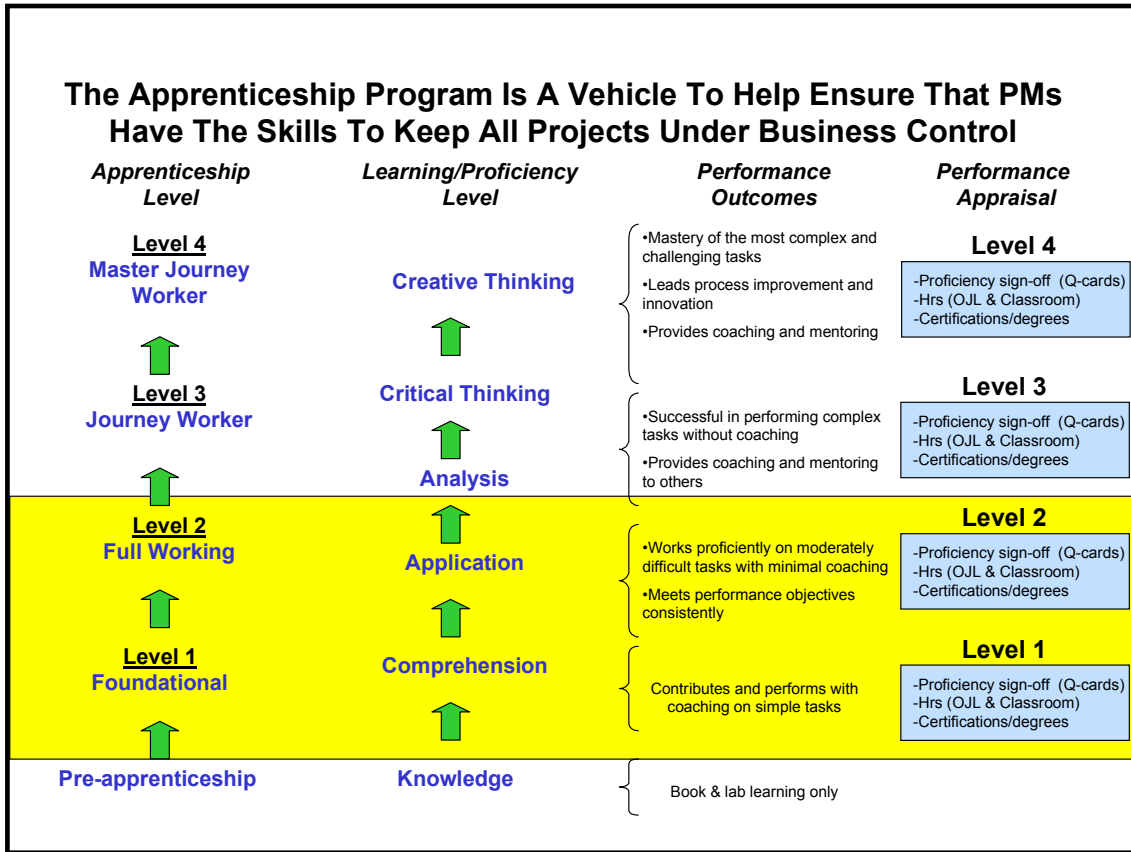 The Apprenticeship Program Is A Vehicle To Help Ensure That PMs
Have The Skills To Keep All Projects Under Business Control
Apprenticeship
Level
Learning/Proficiency
Level
Performance
Outcomes
Performance
Appraisal
Level 4
Master Journey
Worker
Creative Thinking
•Mastery of the most complex and
challenging tasks
•Leads process improvement and
innovation
•Provides coaching and mentoring
Level 4
-Proficiency sign-off (Q-cards)
-Hrs (OJL & Classroom)
-Certifications/degrees
Level 3
Journey Worker
Critical Thinking
Analysis
•Successful in performing complex
tasks without coaching
•Provides coaching and mentoring
to others
Level 3
-Proficiency sign-off (Q-cards)
-Hrs (OJL & Classroom)
-Certifications/degrees
Level 2
Full Working
Application
•Works proficiently on moderately
difficult tasks with minimal coaching
•Meets performance objectives
consistently
Level 2
-Proficiency sign-off (Q-cards)
-Hrs (OJL & Classroom)
-Certifications/degrees
Level 1
Foundational
Comprehension
Contributes and performs with
coaching on simple tasks
Level 1
-Proficiency sign-off (Q-cards)
-Hrs (OJL & Classroom)
-Certifications/degrees
Pre-apprenticeship
Knowledge
Book & lab learning only